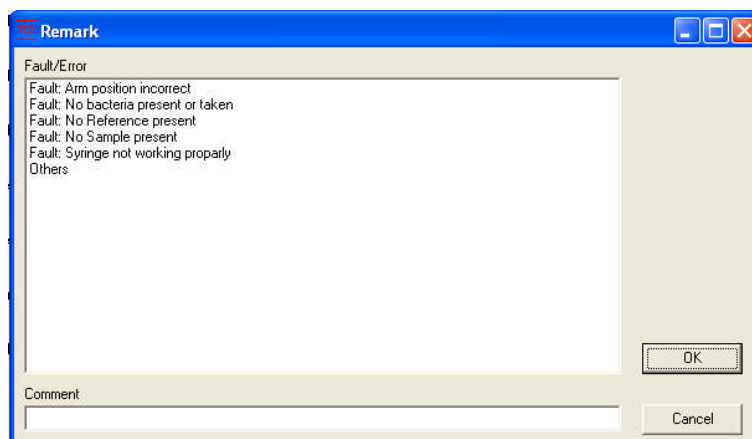 TOX Remark
Fault/Error
Fault: Arm position incorrect
Fault: No bacteria present or taken
Fault: No Reference present
Fault: No Sample present
Fault: Syringe not working proparly
Others
OK
Comment
Cancel